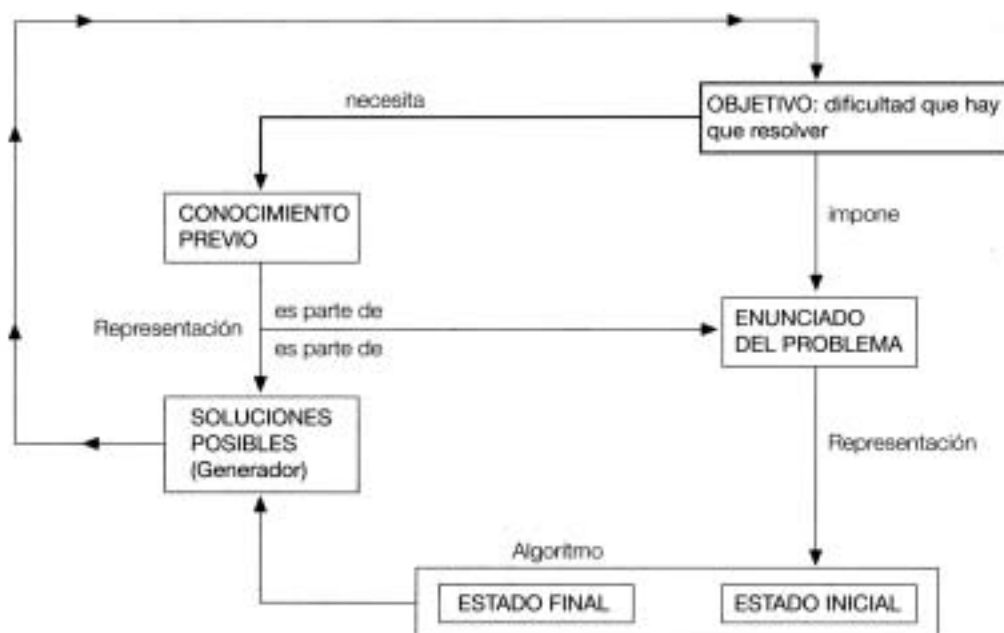 necesita
OBJETIVO: dificultad que hay
que resolver
CONOCIMIENTO
PREVIO
impone
Representación
es parte de
es parte de
ENUNCIADO
DEL PROBLEMA
SOLUCIONES
POSIBLES
(Generador)
Representación
Algoritmo
ESTADO FINAL
ESTADO INICIAL